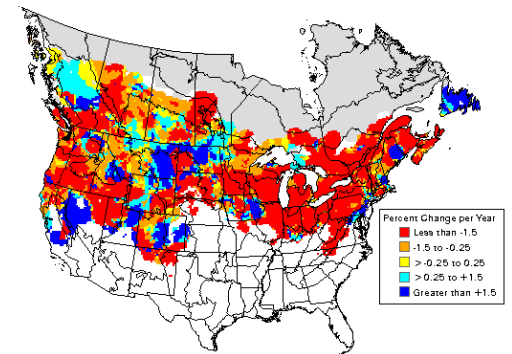 Percent Change per Year
Less than -1.5
-1.5 to -0.25
> -0.25 to 0.25
> 0.25 to +1.5
Greater than +1.5